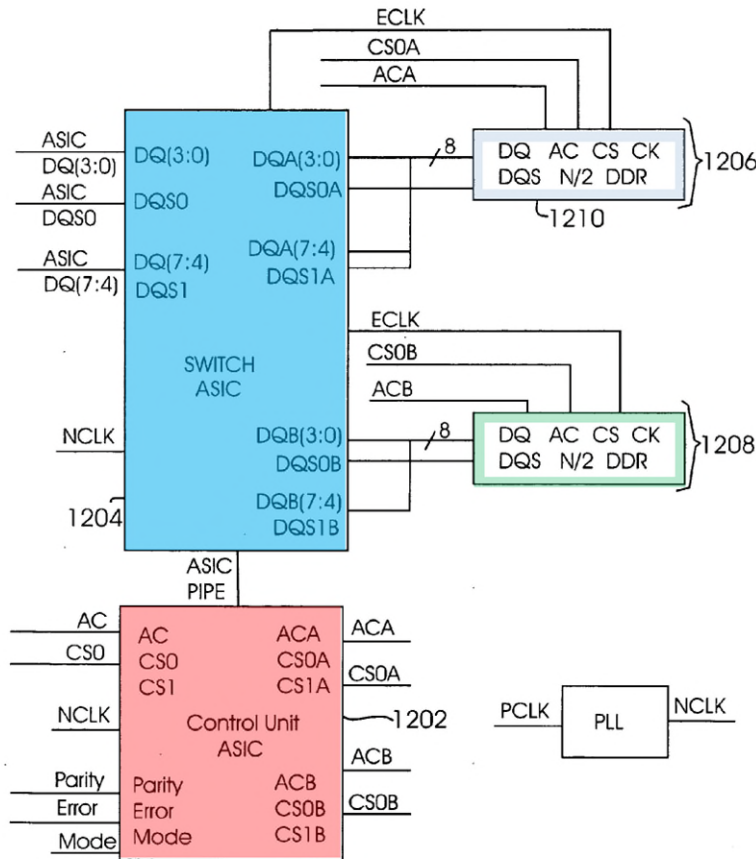 ECLK
CS0A
ACA
8
ASIC
DQ(3:0)
ASIC
DQS0
ASIC
DQ(7:4)
DQ(3:0)
DQS0
DQ(7:4)
DQS1
DQA(3:0)
DQS0A
DQA(7:4)
DQS1A
DQ AC CS CK
DQS N/2 DDR
1206
1210
SWITCH
ASIC
ECLK
CS0B
ACB
8
NCLK
DQB(3:0)
DQS0B
DQB(7:4)
DQS1B
DQ AC CS CK
DQS N/2 DDR
1208
1204
ASIC
PIPE
AC
CS0
NCLK
Parity
Error
Mode
AC
CS0
CS1
ACA
CS0A
CS1A
Control Unit
ASIC
Parity
Error
Mode
ACB
CS0B
CS1B
ACA
CS0A
1202
ACB
CS0B
PCLK
PLL
NCLK